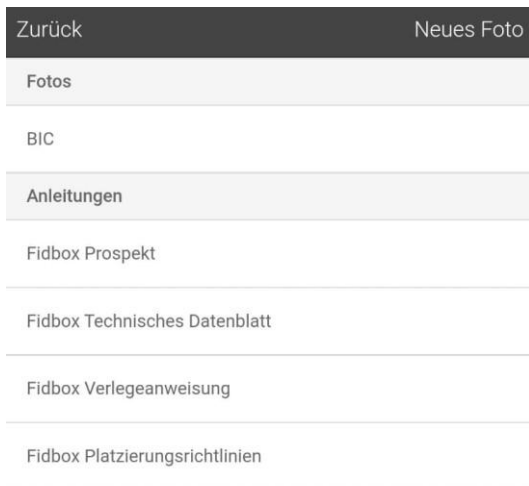 Zurück Neues Foto
Fotos
BIC
Anleitungen
Fidbox Prospekt
Fidbox Technisches Datenblatt
Fidbox Verlegeanweisung
Fidbox Platzierungsrichtlinien